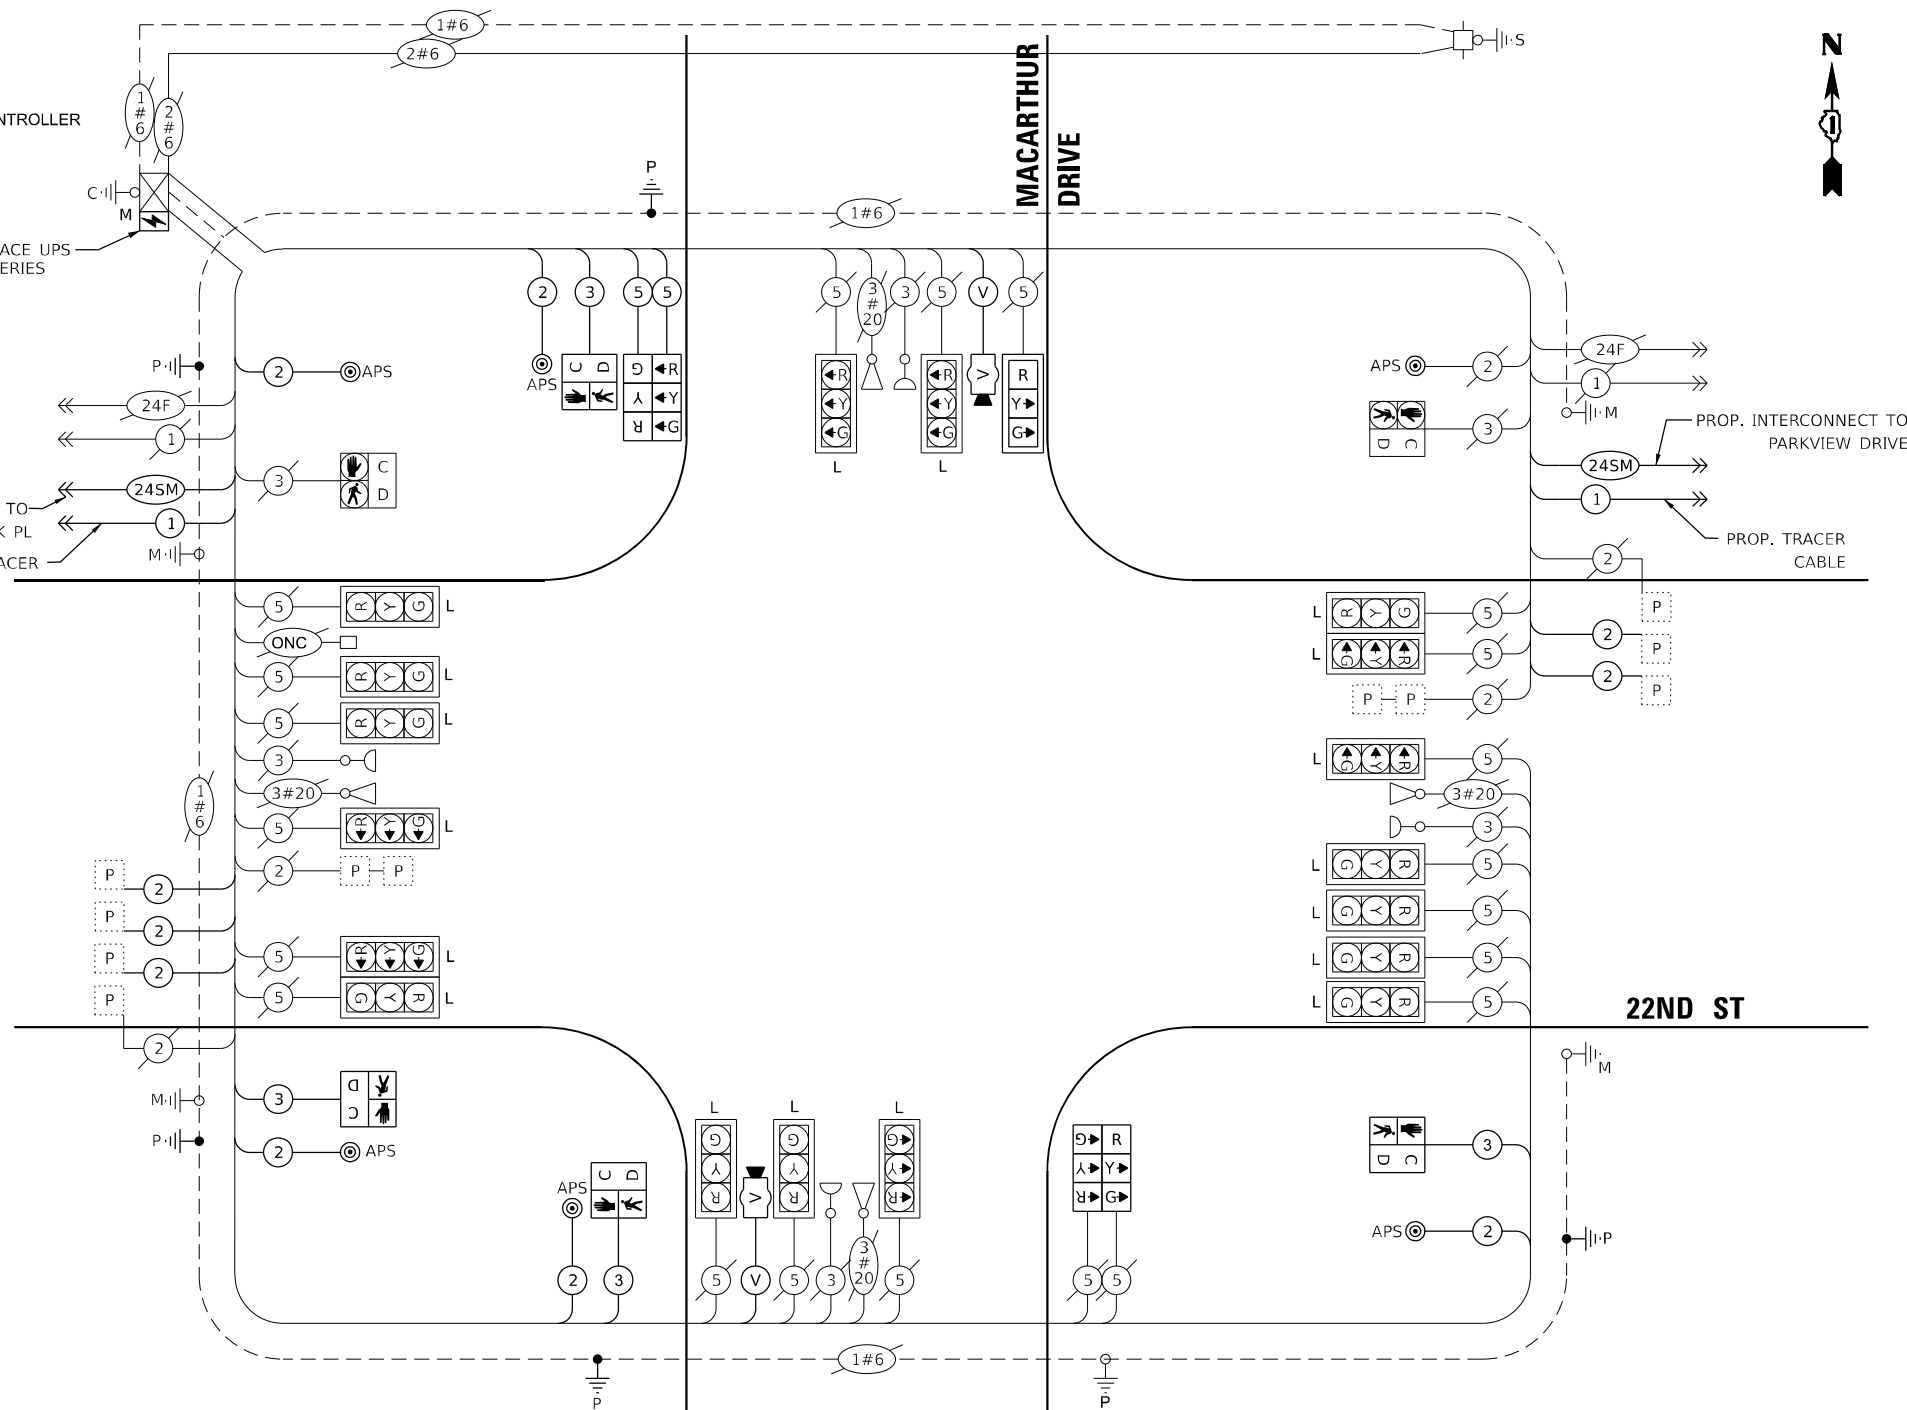 1#6
2#6
S
N
1
MACARTHUR
DRIVE
NTROLLER
1
#
6
2
#
6
C
M
P
1#6
ACE UPS
ERIES
2
3
5
5
5
3
#
20
3
5
V
5
APS
C D
G R
Y Y
R G
R
Y
G
L
R
Y
G
L
V
R
Y
G
P
2
APS
24F
1
3
C
D
24SM
TO
K PL
1
M
ACER
APS
2
24F
1
M
3
D C
PROP. INTERCONNECT TO
PARKVIEW DRIVE
24SM
1
PROP. TRACER
CABLE
2
P
5
R Y G
L
ONC
5
R Y G
L
5
R Y G
L
3
1
#
6
3#20
5
R Y G
L
2
P P
P
2
P
2
P
2
P
2
5
R Y G
L
5
G Y R
L
L
R Y G
5
L
G Y R
5
2
P
2
P
P P
2
L
G Y R
5
3#20
3
L
G Y R
5
L
G Y R
5
L
G Y R
5
L
G Y R
5
22ND ST
M
M
3
D
C
P
2
APS
APS
2
C D
3
L
G
Y
R
5
V
V
L
G
Y
R
5
3
3
#
20
L
G
Y
R
5
G R
Y Y
R G
5
5
D C
3
APS
2
P
1#6
P
P